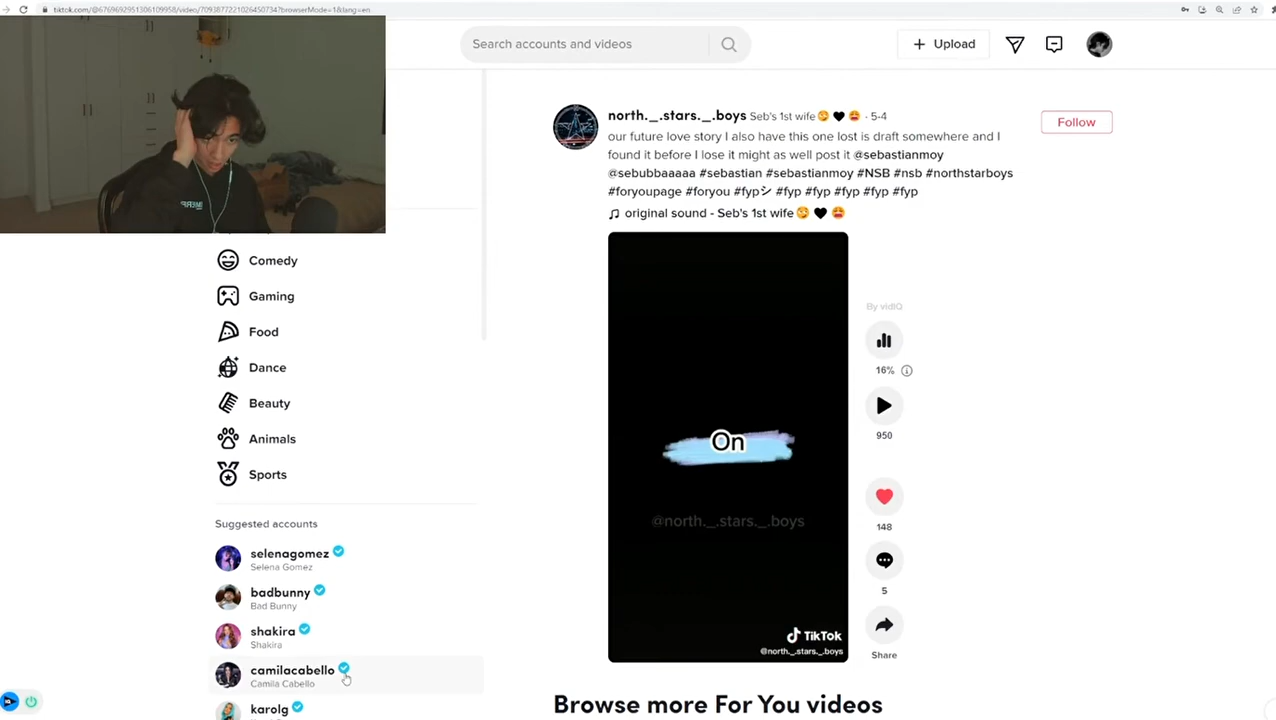 tiktok.com/@6769692951306109958/video/7093877221026450734?browserMode=1&lang=en
Search accounts and videos
+ Upload
north._.stars._.boys Seb's 1st wife😏🖤🤩 · 5-4
Follow
our future love story I also have this one lost is draft somewhere and I
found it before I lose it might as well post it @sebastianmoy
@sebubbaaaaa #sebastian #sebastianmoy #NSB #nsb #northstarboys
#foryoupage #foryou #fypシ #fyp #fyp #fyp #fyp #fyp
♫ original sound - Seb's 1st wife😏🖤🤩
Comedy
Gaming
Food
Dance
Beauty
Animals
Sports
Suggested accounts
selenagomez
Selena Gomez
badbunny
Bad Bunny
shakira
Shakira
camilacabello
Camila Cabello
karolg
On
@north._.stars._.boys
TikTok
@north._.stars._.boys
By vidIQ
16%
950
148
5
Share
Browse more For You videos